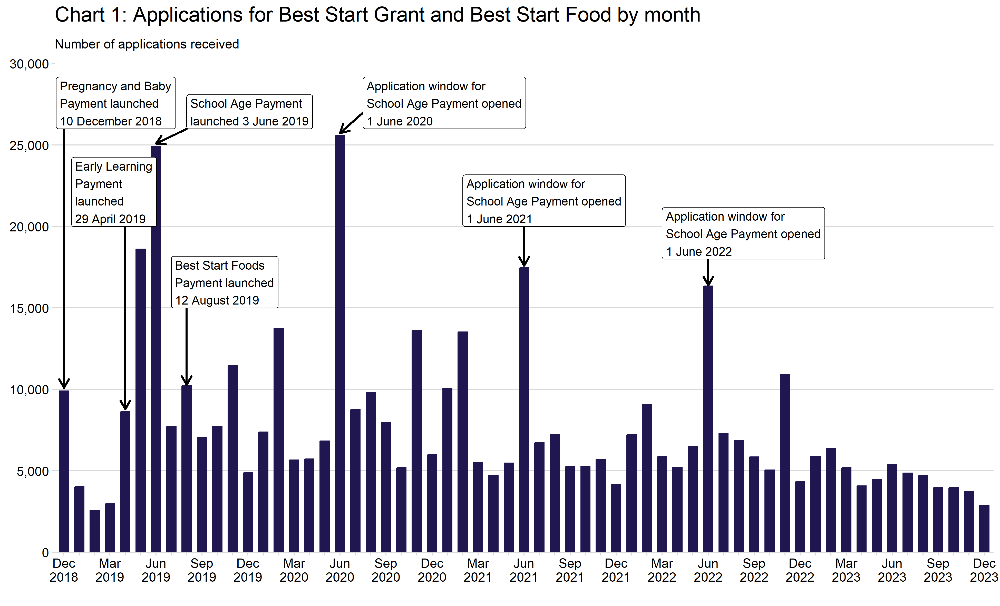 Chart 1: Applications for Best Start Grant and Best Start Food by month
Number of applications received
30,000
25,000
20,000
15,000
10,000
5,000
0
Pregnancy and Baby
Payment launched
10 December 2018
School Age Payment
launched 3 June 2019
Application window for
School Age Payment opened
1 June 2020
Early Learning
Payment
launched
29 April 2019
Application window for
School Age Payment opened
1 June 2021
Application window for
School Age Payment opened
1 June 2022
Best Start Foods
Payment launched
12 August 2019
Dec Mar Jun Sep Dec Mar Jun Sep Dec Mar Jun Sep Dec Mar Jun Sep Dec Mar Jun Sep Dec
2018 2019 2019 2019 2019 2020 2020 2020 2020 2021 2021 2021 2021 2022 2022 2022 2022 2023 2023 2023 2023